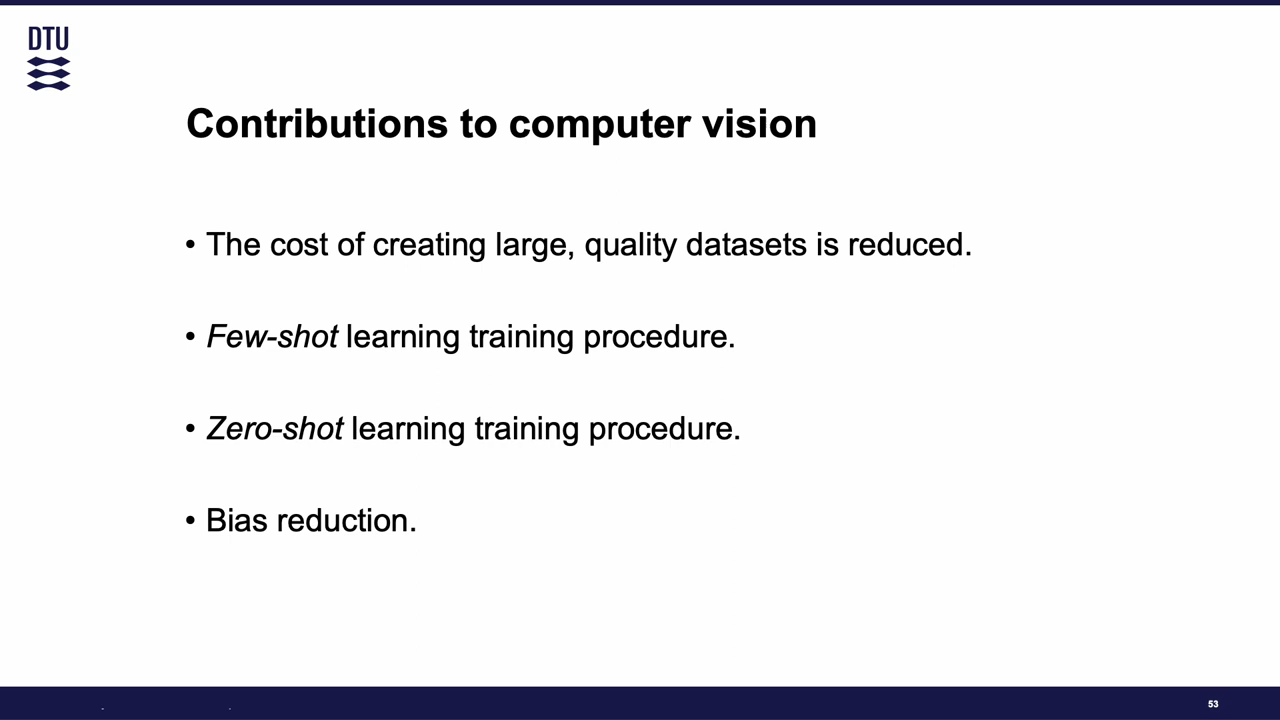 DTU
Contributions to computer vision
• The cost of creating large, quality datasets is reduced.
• Few-shot learning training procedure.
• Zero-shot learning training procedure.
• Bias reduction.
53